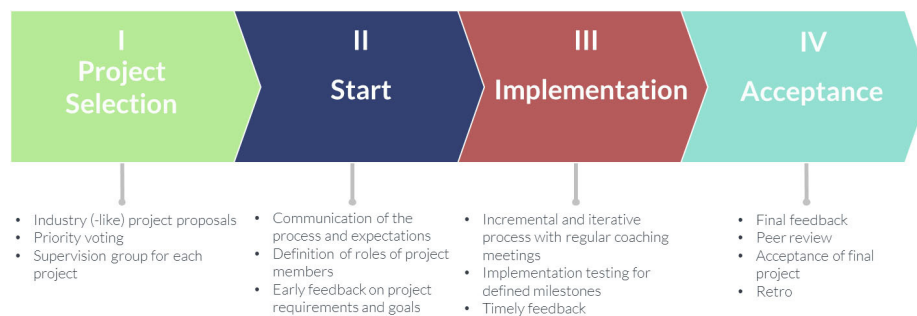 I
Project
Selection
II
Start
III
Implementation
IV
Acceptance
• Industry (-like) project proposals
• Priority voting
• Supervision group for each
project
• Communication of the
process and expectations
• Definition of roles of project
members
• Early feedback on project
requirements and goals
• Incremental and iterative
process with regular coaching
meetings
• Implementation testing for
defined milestones
• Timely feedback
• Final feedback
• Peer review
• Acceptance of final
project
• Retro